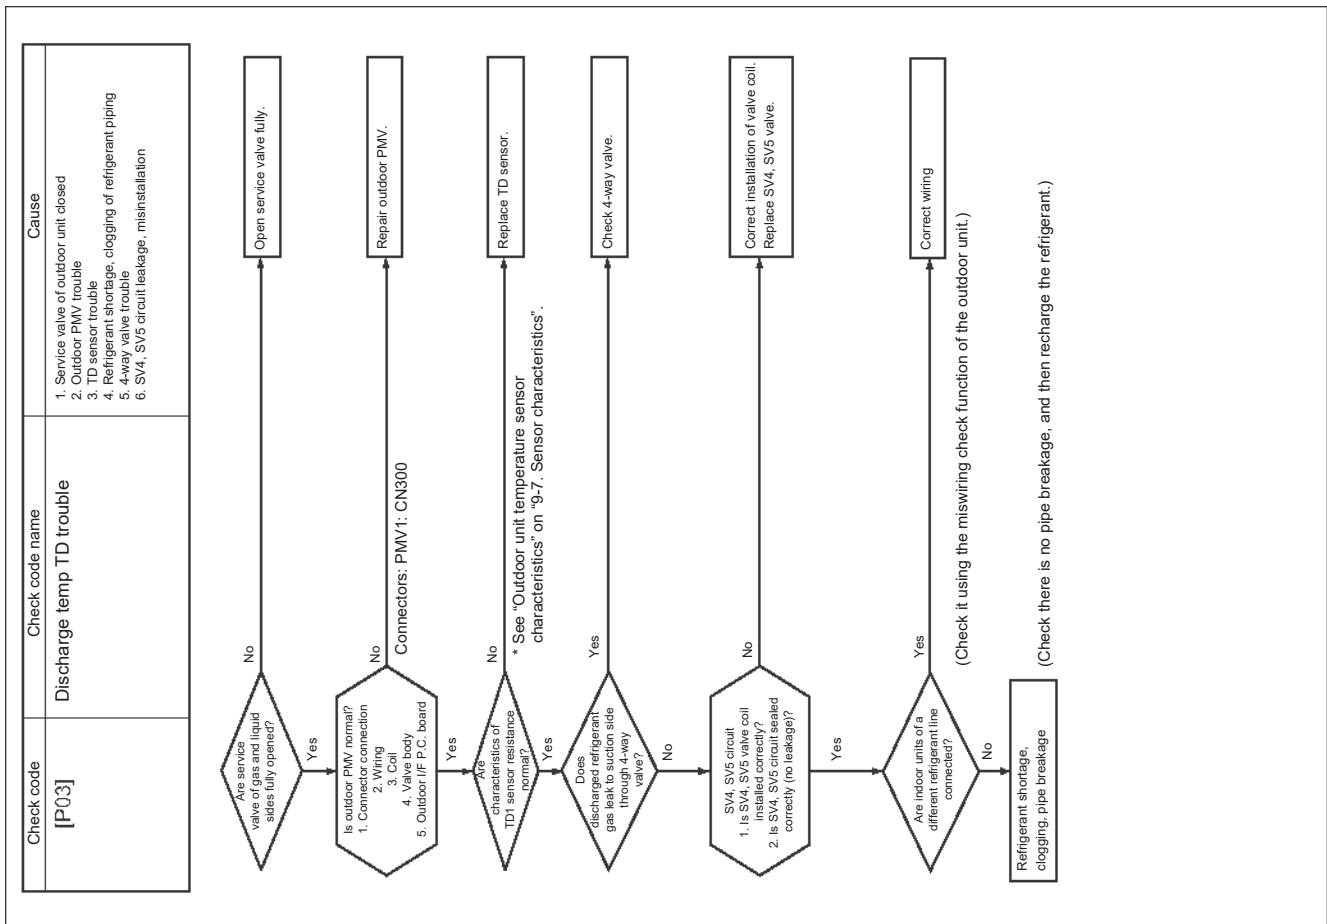 Check code
Check code name
Cause
[P03]
Discharge temp TD trouble
1. Service valve of outdoor unit closed
2. Outdoor PMV trouble
3. TD sensor trouble
4. Refrigerant shortage, clogging of refrigerant piping
5. 4-way valve trouble
6. SV4, SV5 circuit leakage, misinstallation
Are service
valve of gas and liquid
sides fully opened?
No
Open service valve fully.
Yes
Is outdoor PMV normal?
1. Connector connection
2. Wiring
3. Coil
4. Valve body
5. Outdoor I/F P.C. board
No
Repair outdoor PMV.
Connectors: PMV1: CN300
Yes
Are
characteristics of
TD1 sensor resistance
normal?
No
Replace TD sensor.
* See “Outdoor unit temperature sensor
characteristics” on “9-7. Sensor characteristics”.
Yes
Does
discharged refrigerant
gas leak to suction side
through 4-way
valve?
Yes
Check 4-way valve.
No
SV4, SV5 circuit
1. Is SV4, SV5 valve coil
installed correctly?
2. Is SV4, SV5 circuit sealed
correctly (no leakage)?
No
Correct installation of valve coil.
Replace SV4, SV5 valve.
Yes
Are indoor units of a
different refrigerant line
connected?
Yes
Correct wiring
(Check it using the miswiring check function of the outdoor unit.)
No
Refrigerant shortage,
clogging, pipe breakage
(Check there is no pipe breakage, and then recharge the refrigerant.)